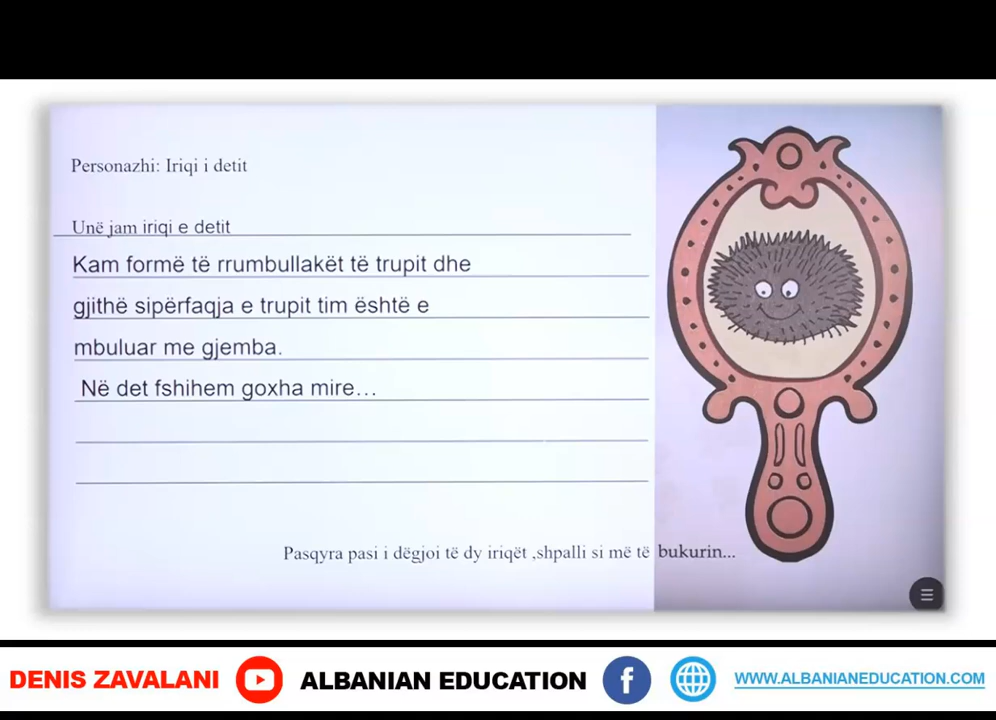 Personazhi: Iriqi i detit
Unë jam iriqi e detit
Kam formë të rrumbullakët të trupit dhe
gjithë sipërfaqja e trupit tim është e
mbuluar me gjemba.
Në det fshihem goxha mire...
Pasqyra pasi i dëgjoi të dy iriqët ,shpalli si më të bukurin...
DENIS ZAVALANI
ALBANIAN EDUCATION
f
WWW.ALBANIANEDUCATION.COM